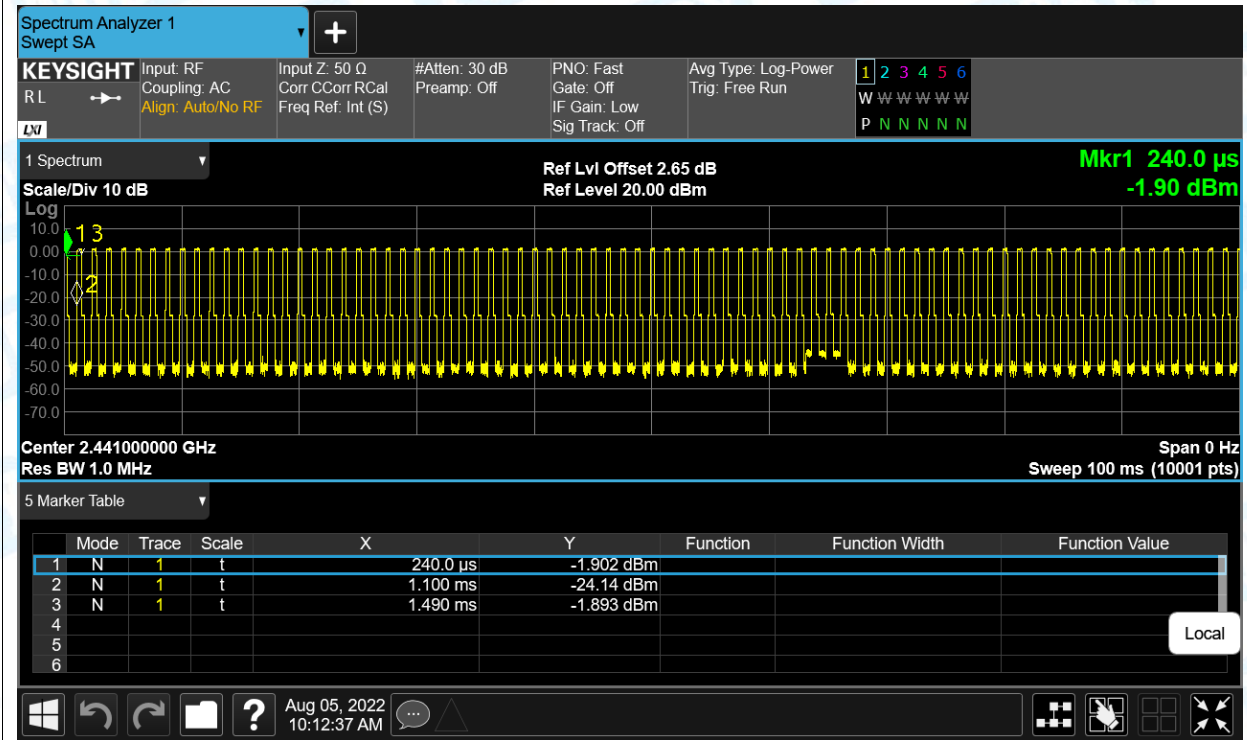 Spectrum Analyzer 1
Swept SA
+
KEYSIGHT Input: RF Input Z: 50 Ω #Atten: 30 dB PNO: Fast Avg Type: Log-Power 1 2 3 4 5 6
R L Coupling: AC Corr CCorr RCal Preamp: Off Gate: Off Trig: Free Run W W W W W W
Align: Auto/No RF Freq Ref: Int (S) IF Gain: Low
LXI Sig Track: Off P N N N N N
1 Spectrum Ref Lvl Offset 2.65 dB Mkr1 240.0 µs
Scale/Div 10 dB Ref Level 20.00 dBm -1.90 dBm
Log
10.0 1 3
0.00
-10.0 2
-20.0
-30.0
-40.0
-50.0
-60.0
-70.0
Center 2.441000000 GHz Span 0 Hz
Res BW 1.0 MHz Sweep 100 ms (10001 pts)
5 Marker Table
Mode Trace Scale X Y Function Function Width Function Value
1 N 1 t 240.0 µs -1.902 dBm
2 N 1 t 1.100 ms -24.14 dBm
3 N 1 t 1.490 ms -1.893 dBm
4
5
6
Local
? Aug 05, 2022
10:12:37 AM